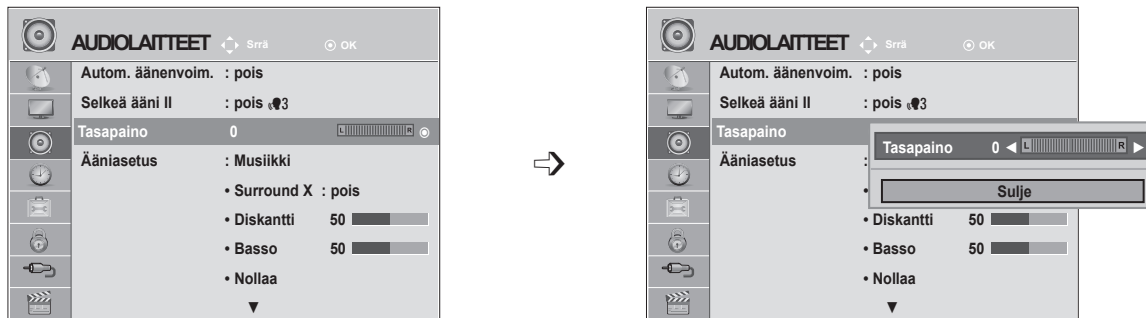 AUDIOLAITTEET Srrä OK
Autom. äänenvoim. : pois
Selkeä ääni II : pois 3
Tasapaino 0 L R
Ääniasetus : Musiikki
• Surround X : pois
• Diskantti 50
• Basso 50
• Nollaa
AUDIOLAITTEET Srrä OK
Autom. äänenvoim. : pois
Selkeä ääni II : pois 3
Tasapaino
Tasapaino 0 L R
Ääniasetus :
Sulje
•
• Diskantti 50
• Basso 50
• Nollaa